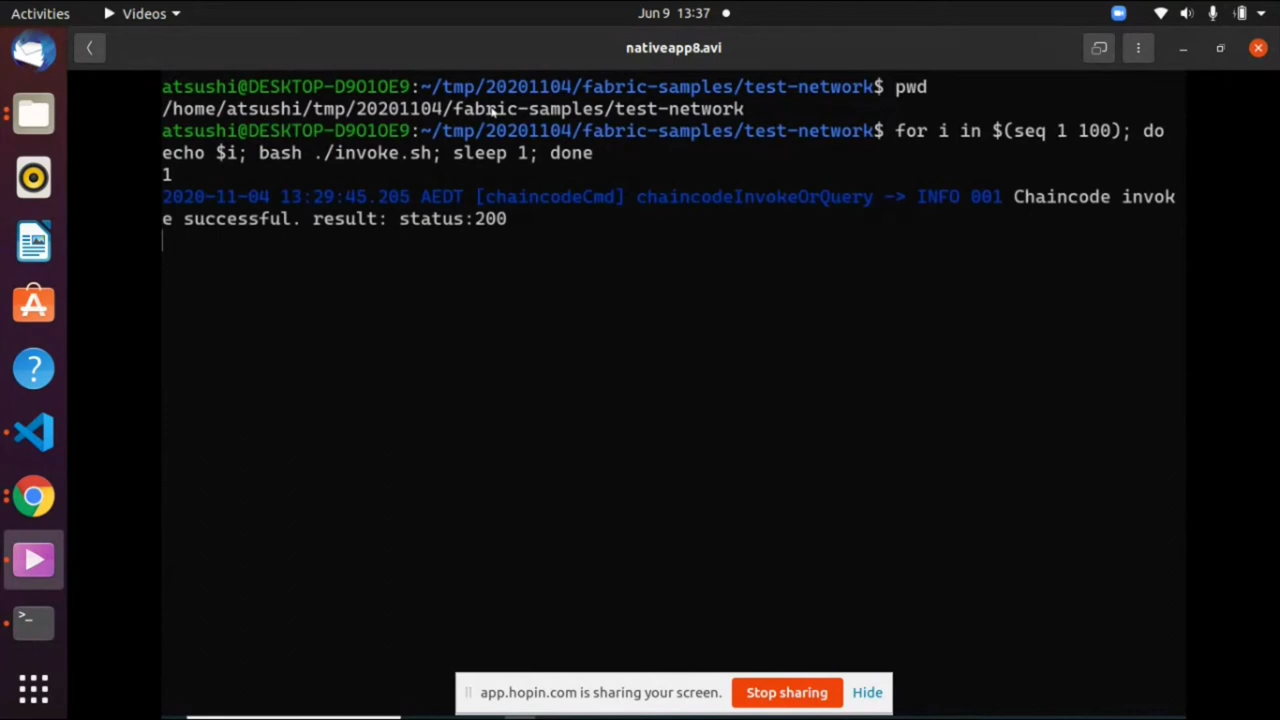 Activities
Videos
Jun 9 13:37
nativeapp8.avi
atsushi@DESKTOP-D9O1OE9:~/tmp/20201104/fabric-samples/test-network$ pwd
/home/atsushi/tmp/20201104/fabric-samples/test-network
atsushi@DESKTOP-D9O1OE9:~/tmp/20201104/fabric-samples/test-network$ for i in $(seq 1 100); do
echo $i; bash ./invoke.sh; sleep 1; done
1
2020-11-04 13:29:45.205 AEDT [chaincodeCmd] chaincodeInvokeOrQuery -> INFO 001 Chaincode invok
e successful. result: status:200
app.hopin.com is sharing your screen.
Stop sharing
Hide